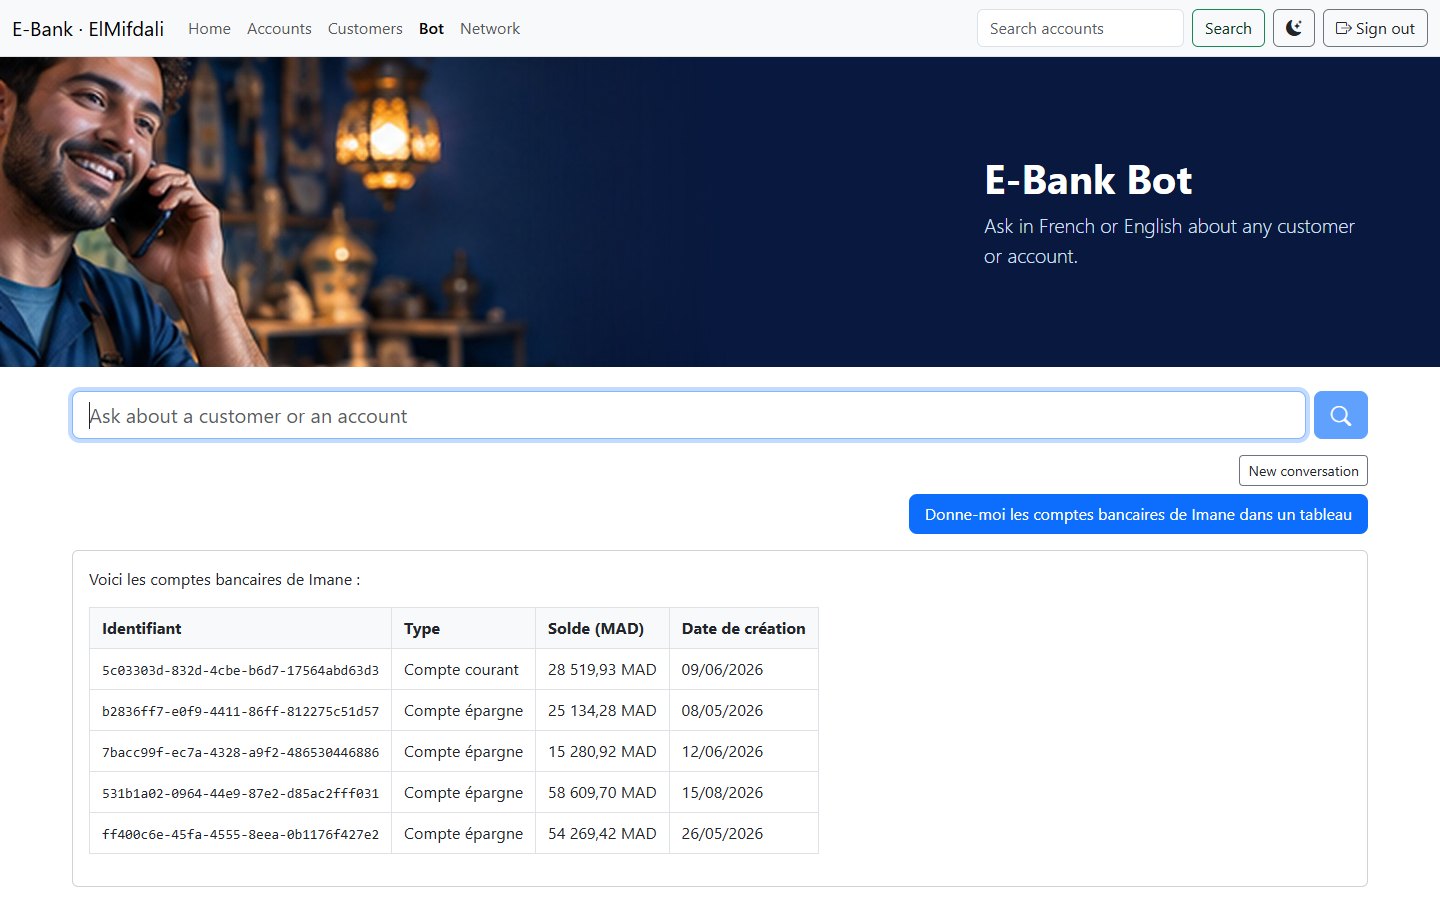 E-Bank · ElMifdali Home Accounts Customers Bot Network Search accounts Search Sign out
E-Bank Bot
Ask in French or English about any customer
or account.
Ask about a customer or an account
New conversation
Donne-moi les comptes bancaires de Imane dans un tableau
Voici les comptes bancaires de Imane :
Identifiant Type Solde (MAD) Date de création
5c03303d-832d-4cbe-b6d7-17564abd63d3 Compte courant 28 519,93 MAD 09/06/2026
b2836ff7-e0f9-4411-86ff-812275c51d57 Compte épargne 25 134,28 MAD 08/05/2026
7bacc99f-ec7a-4328-a9f2-486530446886 Compte épargne 15 280,92 MAD 12/06/2026
531b1a02-0964-44e9-87e2-d85ac2fff031 Compte épargne 58 609,70 MAD 15/08/2026
ff400c6e-45fa-4555-8eea-0b1176f427e2 Compte épargne 54 269,42 MAD 26/05/2026